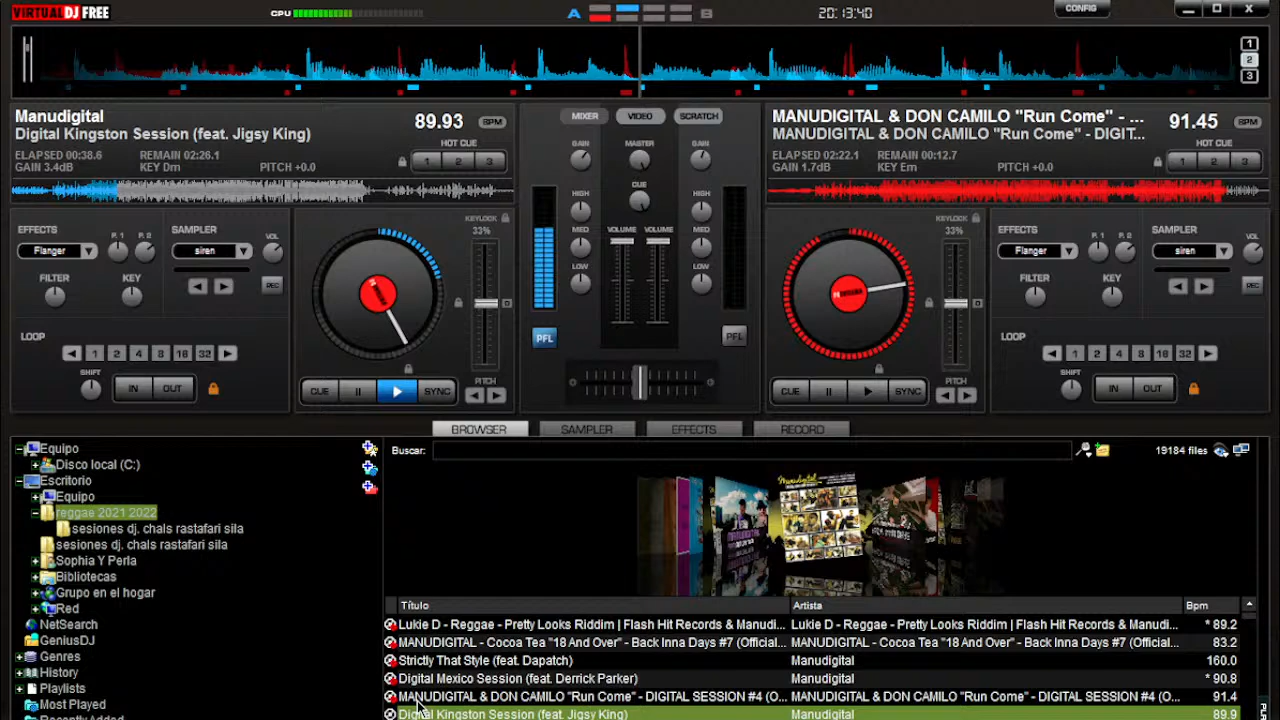 VIRTUALDJ FREE
CPU
A
B
20:13:40
CONFIG
1
2
3
Manudigital
Digital Kingston Session (feat. Jigsy King)
89.93 BPM
HOT CUE
ELAPSED 00:38.6 REMAIN 02:26.1
GAIN 3.4dB KEY Dm PITCH +0.0
1 2 3
MIXER VIDEO SCRATCH
GAIN MASTER GAIN
HIGH CUE HIGH
MED VOLUME VOLUME MED
LOW LOW
PFL PFL
MANUDIGITAL & DON CAMILO "Run Come" - ...
MANUDIGITAL & DON CAMILO "Run Come" - DIGIT...
91.45 BPM
HOT CUE
ELAPSED 02:22.1 REMAIN 00:12.7
GAIN 1.7dB KEY Em PITCH +0.0
1 2 3
EFFECTS P. 1 P. 2 SAMPLER VOL
Flanger siren
FILTER KEY REC
LOOP
1 2 4 8 16 32
SHIFT IN OUT
KEYLOCK
33%
CUE SYNC PITCH
KEYLOCK
33%
CUE SYNC PITCH
EFFECTS P. 1 P. 2 SAMPLER VOL
Flanger siren
FILTER KEY REC
LOOP
1 2 4 8 16 32
SHIFT IN OUT
BROWSER SAMPLER EFFECTS RECORD
Equipo
Disco local (C:)
Escritorio
Equipo
reggae 2021 2022
sesiones dj. chals rastafari sila
sesiones dj. chals rastafari sila
Sophia Y Perla
Bibliotecas
Grupo en el hogar
Red
NetSearch
GeniusDJ
Genres
History
Playlists
Most Played
Recently Added
Buscar: 19184 files
Título Artista Bpm
Lukie D - Reggae - Pretty Looks Riddim | Flash Hit Records & Manudi... Lukie D - Reggae - Pretty Looks Riddim | Flash Hit Records & Manudi... * 89.2
MANUDIGITAL - Cocoa Tea "18 And Over" - Back Inna Days #7 (Official... MANUDIGITAL - Cocoa Tea "18 And Over" - Back Inna Days #7 (Official... 83.2
Strictly That Style (feat. Dapatch) Manudigital 160.0
Digital Mexico Session (feat. Derrick Parker) Manudigital * 90.8
MANUDIGITAL & DON CAMILO "Run Come" - DIGITAL SESSION #4 (O... MANUDIGITAL & DON CAMILO "Run Come" - DIGITAL SESSION #4 (O... 91.4
Digital Kingston Session (feat. Jigsy King) Manudigital 89.9